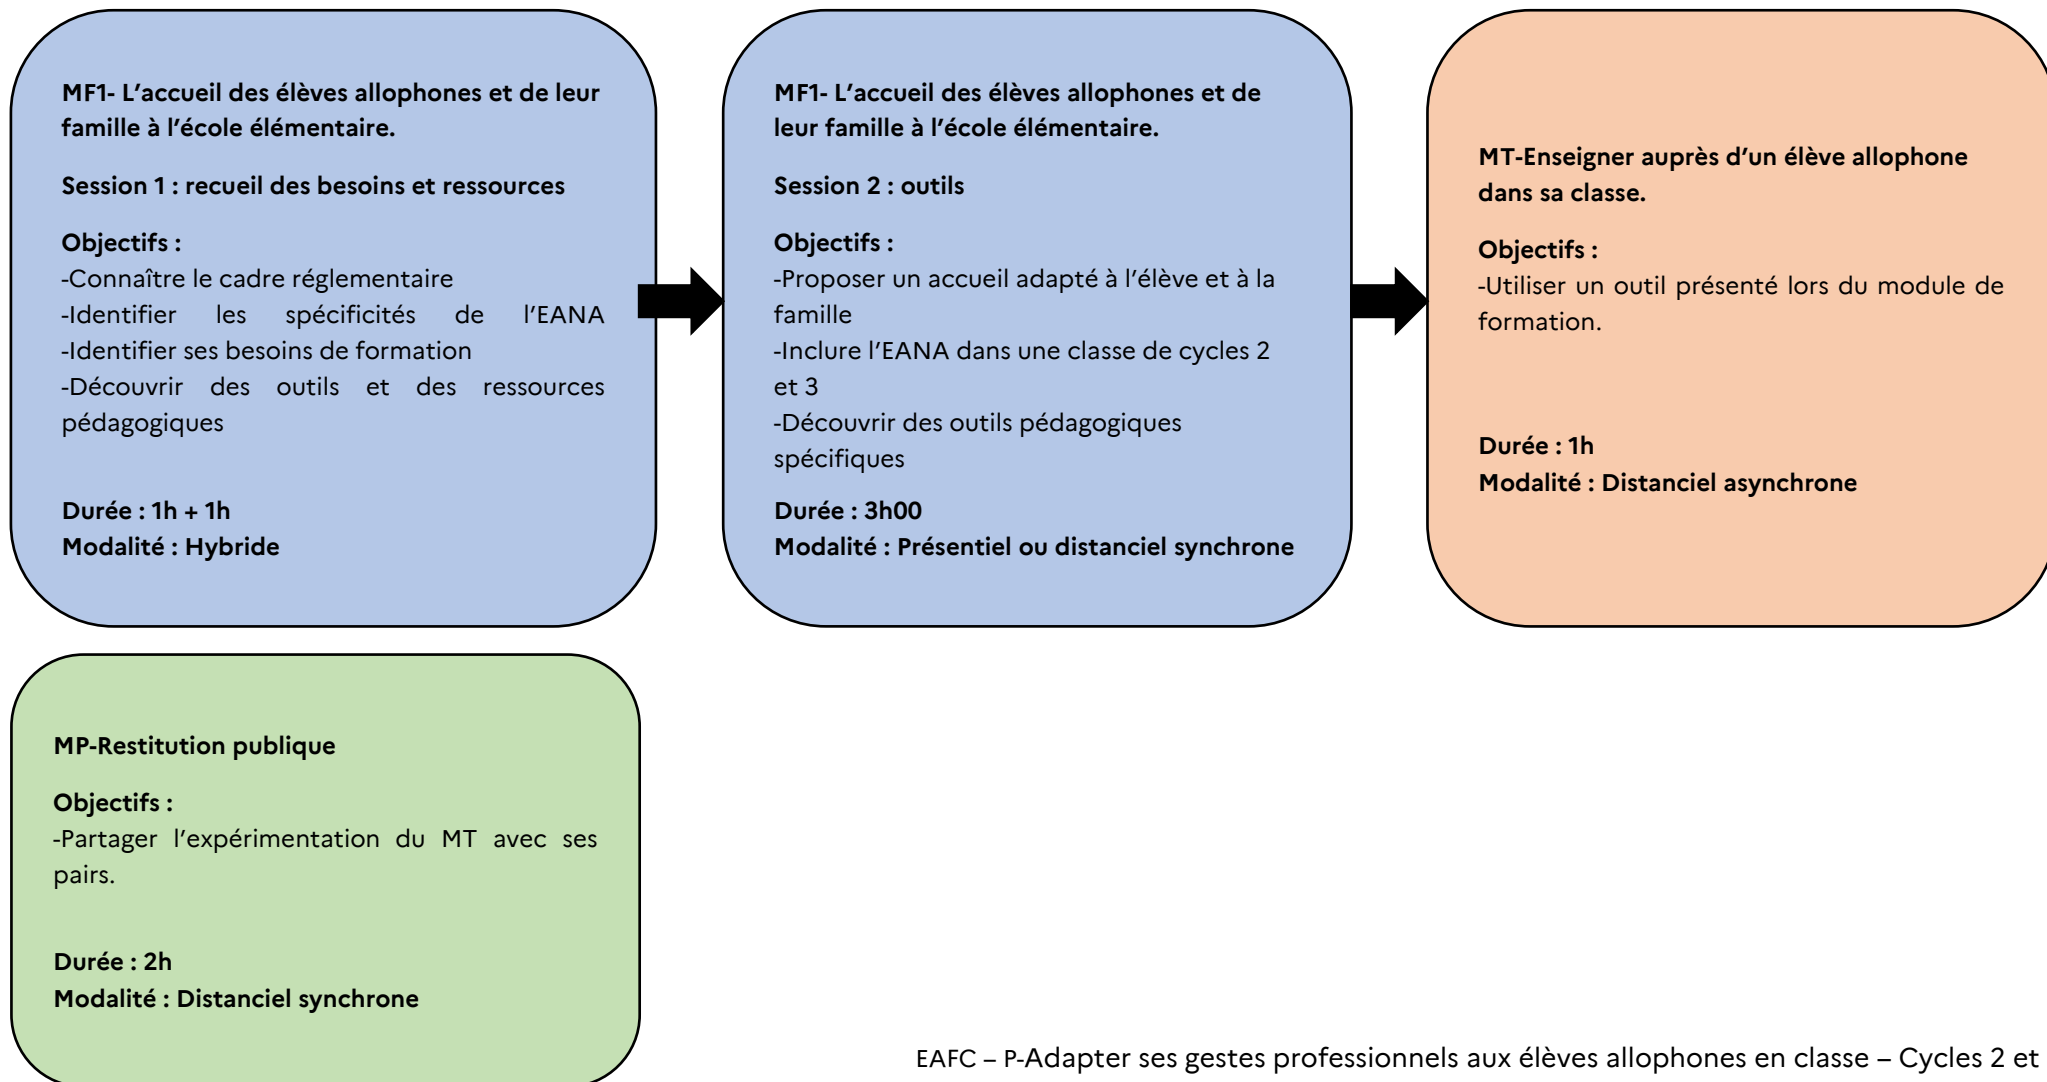 MF1- L’accueil des élèves allophones et de leur
famille à l’école élémentaire.
Session 1 : recueil des besoins et ressources
Objectifs :
-Connaître le cadre réglementaire
-Identifier les spécificités de l’EANA
-Identifier ses besoins de formation
-Découvrir des outils et des ressources
pédagogiques
Durée : 1h + 1h
Modalité : Hybride
MF1- L’accueil des élèves allophones et de
leur famille à l’école élémentaire.
Session 2 : outils
Objectifs :
-Proposer un accueil adapté à l’élève et à la
famille
-Inclure l’EANA dans une classe de cycles 2
et 3
-Découvrir des outils pédagogiques
spécifiques
Durée : 3h00
Modalité : Présentiel ou distanciel synchrone
MT-Enseigner auprès d’un élève allophone
dans sa classe.
Objectifs :
-Utiliser un outil présenté lors du module de
formation.
Durée : 1h
Modalité : Distanciel asynchrone
MP-Restitution publique
Objectifs :
-Partager l’expérimentation du MT avec ses
pairs.
Durée : 2h
Modalité : Distanciel synchrone
EAFC – P-Adapter ses gestes professionnels aux élèves allophones en classe – Cycles 2 et